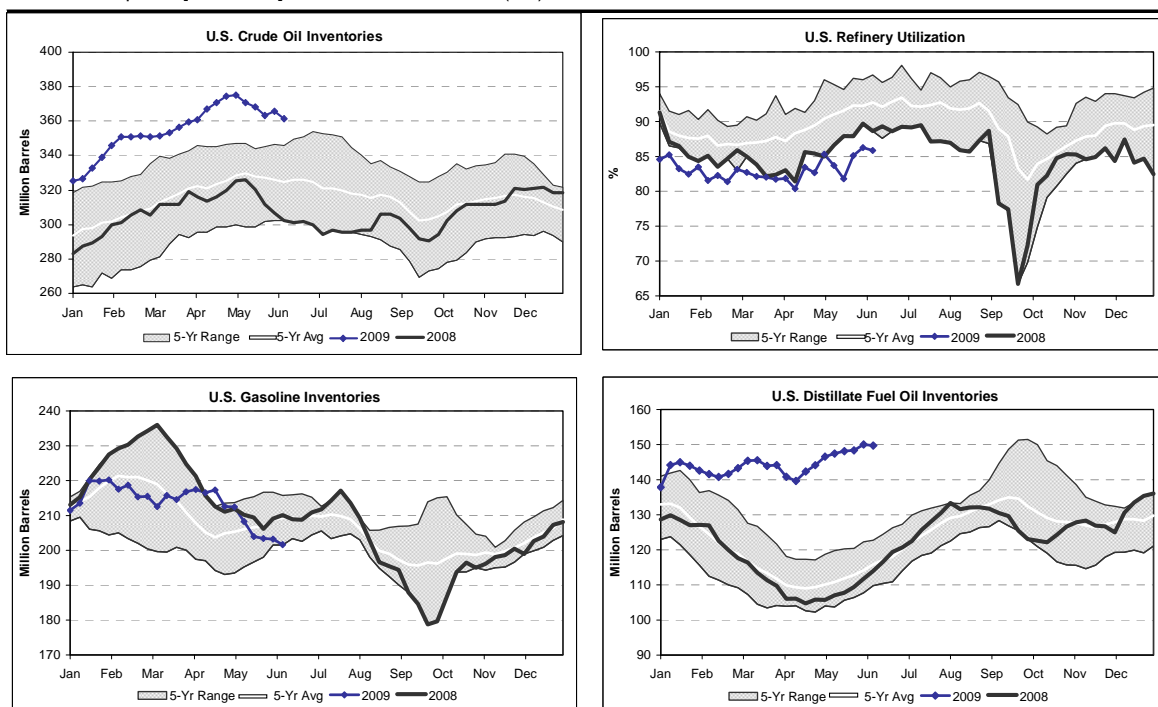 U.S. Crude Oil Inventories
400
380
360
340
320
300
280
260
Million Barrels
Jan Feb Mar Apr May Jun Jul Aug Sep Oct Nov Dec
5-Yr Range 5-Yr Avg 2009 2008
U.S. Refinery Utilization
100
95
90
85
80
75
70
65
%
Jan Feb Mar Apr May Jun Jul Aug Sep Oct Nov Dec
5-Yr Range 5-Yr Avg 2009 2008
U.S. Gasoline Inventories
240
230
220
210
200
190
180
170
Million Barrels
Jan Feb Mar Apr May Jun Jul Aug Sep Oct Nov Dec
5-Yr Range 5-Yr Avg 2009 2008
U.S. Distillate Fuel Oil Inventories
160
150
140
130
120
110
100
90
Million Barrels
Jan Feb Mar Apr May Jun Jul Aug Sep Oct Nov Dec
5-Yr Range 5-Yr Avg 2009 2008